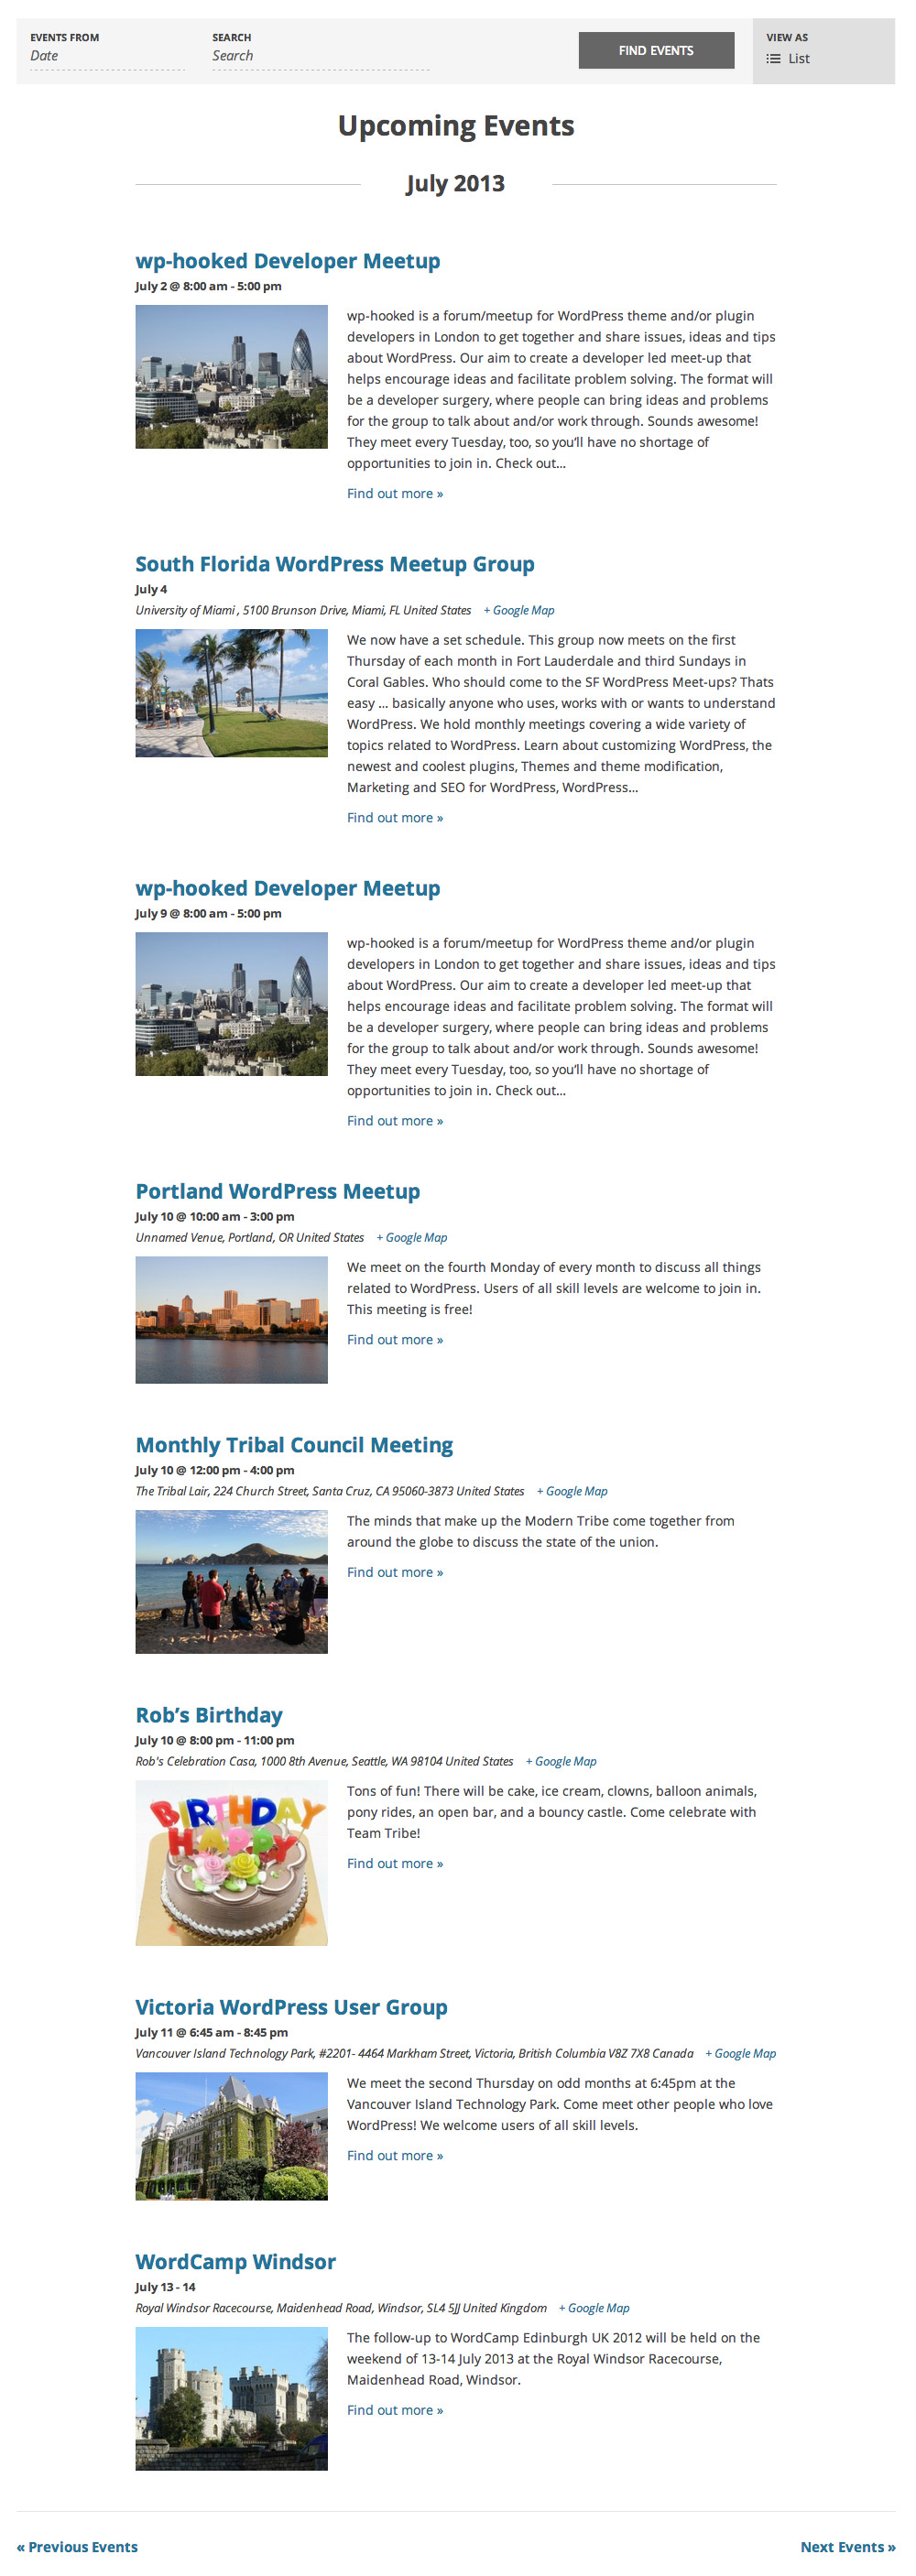 EVENTS FROM
Date
SEARCH
Search
FIND EVENTS
VIEW AS
List
Upcoming Events
July 2013
wp-hooked Developer Meetup
July 2 @ 8:00 am - 5:00 pm
wp-hooked is a forum/meetup for WordPress theme and/or plugin
developers in London to get together and share issues, ideas and tips
about WordPress. Our aim to create a developer led meet-up that
helps encourage ideas and facilitate problem solving. The format will
be a developer surgery, where people can bring ideas and problems
for the group to talk about and/or work through. Sounds awesome!
They meet every Tuesday, too, so you'll have no shortage of
opportunities to join in. Check out...
Find out more »
South Florida WordPress Meetup Group
July 4
University of Miami , 5100 Brunson Drive, Miami, FL United States + Google Map
We now have a set schedule. This group now meets on the first
Thursday of each month in Fort Lauderdale and third Sundays in
Coral Gables. Who should come to the SF WordPress Meet-ups? Thats
easy ... basically anyone who uses, works with or wants to understand
WordPress. We hold monthly meetings covering a wide variety of
topics related to WordPress. Learn about customizing WordPress, the
newest and coolest plugins, Themes and theme modification,
Marketing and SEO for WordPress, WordPress...
Find out more »
wp-hooked Developer Meetup
July 9 @ 8:00 am - 5:00 pm
wp-hooked is a forum/meetup for WordPress theme and/or plugin
developers in London to get together and share issues, ideas and tips
about WordPress. Our aim to create a developer led meet-up that
helps encourage ideas and facilitate problem solving. The format will
be a developer surgery, where people can bring ideas and problems
for the group to talk about and/or work through. Sounds awesome!
They meet every Tuesday, too, so you'll have no shortage of
opportunities to join in. Check out...
Find out more »
Portland WordPress Meetup
July 10 @ 10:00 am - 3:00 pm
Unnamed Venue, Portland, OR United States + Google Map
We meet on the fourth Monday of every month to discuss all things
related to WordPress. Users of all skill levels are welcome to join in.
This meeting is free!
Find out more »
Monthly Tribal Council Meeting
July 10 @ 12:00 pm - 4:00 pm
The Tribal Lair, 224 Church Street, Santa Cruz, CA 95060-3873 United States + Google Map
The minds that make up the Modern Tribe come together from
around the globe to discuss the state of the union.
Find out more »
Rob's Birthday
July 10 @ 8:00 pm - 11:00 pm
Rob's Celebration Casa, 1000 8th Avenue, Seattle, WA 98104 United States + Google Map
BIRTHDAY
HAPPY
Tons of fun! There will be cake, ice cream, clowns, balloon animals,
pony rides, an open bar, and a bouncy castle. Come celebrate with
Team Tribe!
Find out more »
Victoria WordPress User Group
July 11 @ 6:45 am - 8:45 pm
Vancouver Island Technology Park, #2201- 4464 Markham Street, Victoria, British Columbia V8Z 7X8 Canada + Google Map
We meet the second Thursday on odd months at 6:45pm at the
Vancouver Island Technology Park. Come meet other people who love
WordPress! We welcome users of all skill levels.
Find out more »
WordCamp Windsor
July 13 - 14
Royal Windsor Racecourse, Maidenhead Road, Windsor, SL4 5JJ United Kingdom + Google Map
The follow-up to WordCamp Edinburgh UK 2012 will be held on the
weekend of 13-14 July 2013 at the Royal Windsor Racecourse,
Maidenhead Road, Windsor.
Find out more »
« Previous Events
Next Events »